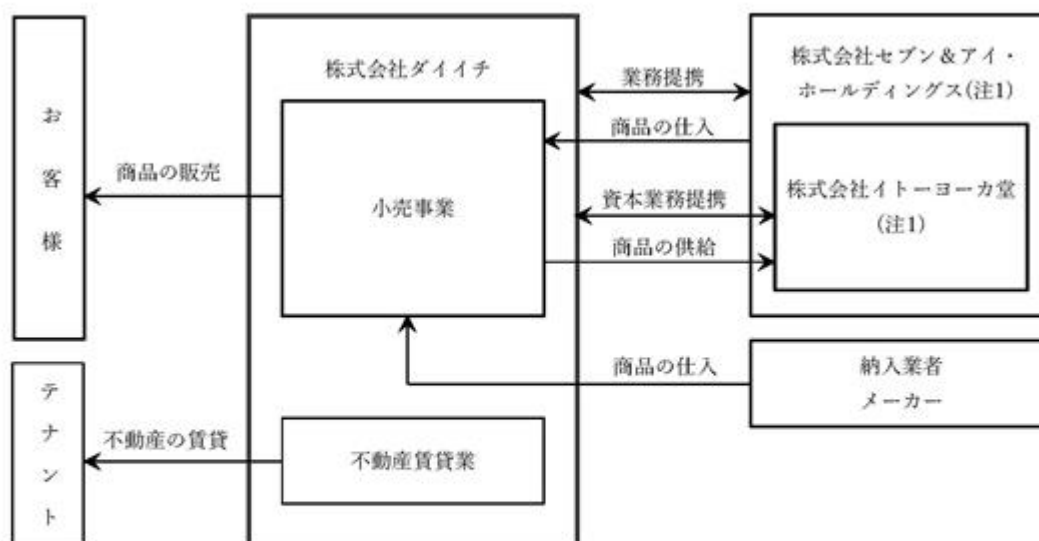 お客様
テナント
商品の販売
不動産の賃貸
株式会社ダイイチ
小売事業
不動産賃貸業
業務提携
商品の仕入
資本業務提携
商品の供給
商品の仕入
株式会社セブン&アイ・
ホールディングス(注1)
株式会社イトーヨーカ堂
(注1)
納入業者
メーカー